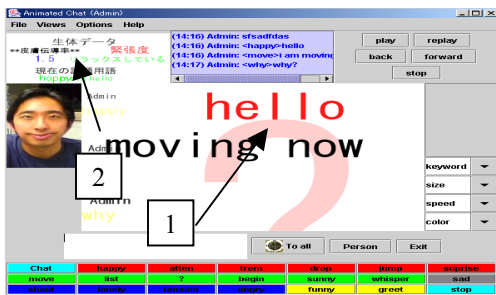 Animated Chat (Admin)
File Views Options Help
生体データ
**皮膚伝導率** 緊張度
1.5 リラックスしている
現在の
用語
happy hello
(14:16) Admin: sfsadfdas
(14:16) Admin: <happy>hello
(14:16) Admin: <move>i am moving
(14:17) Admin: <why>why?
play replay
back forward
stop
Admin
happy
hello
Admin
moving now
?
Admin
why
2
1
keyword
size
speed
color
To all Person Exit
Chat happy atten trem drop jump suprise
move list ? begin sunny whisper sad
shout lonely tension angry funny greet stop